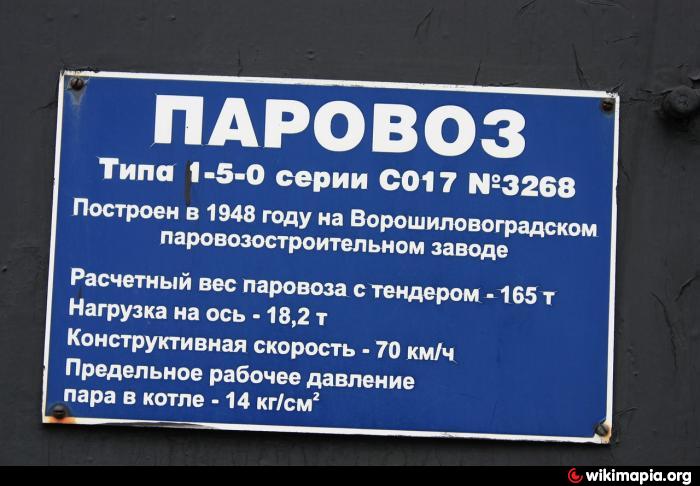 ПАРОВОЗ
Типа 1-5-0 серии СО17 №3268
Построен в 1948 году на Ворошиловоградском
паровозостроительном заводе
Расчетный вес паровоза с тендером - 165 т
Нагрузка на ось - 18,2 т
Конструктивная скорость - 70 км/ч
Предельное рабочее давление
пара в котле - 14 кг/см²
wikimapia.org